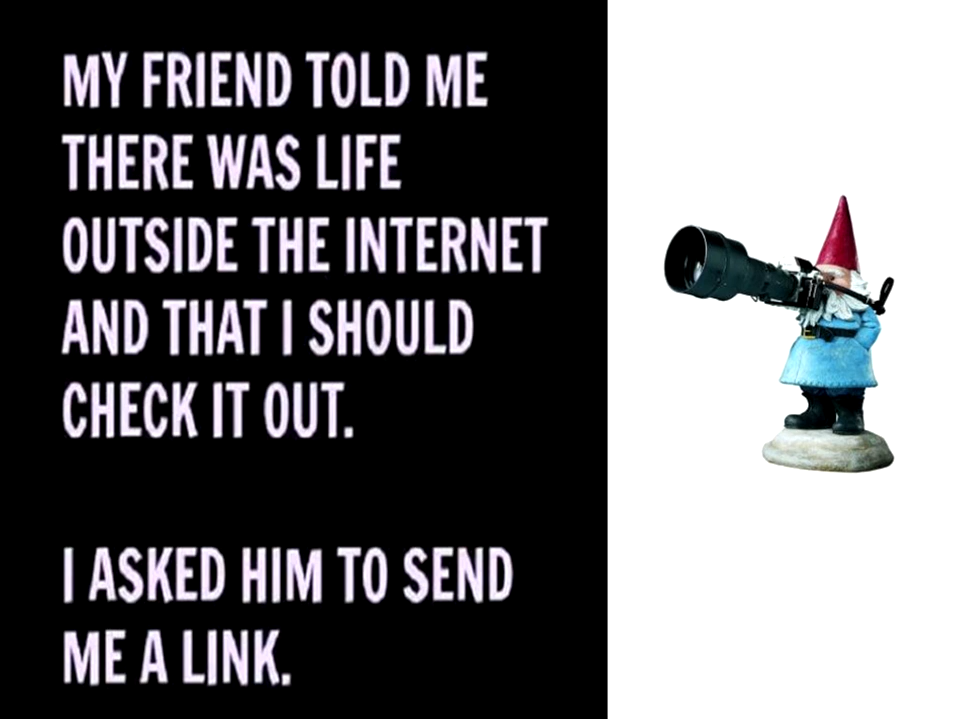 MY FRIEND TOLD ME
THERE WAS LIFE
OUTSIDE THE INTERNET
AND THAT I SHOULD
CHECK IT OUT.
I ASKED HIM TO SEND
ME A LINK.